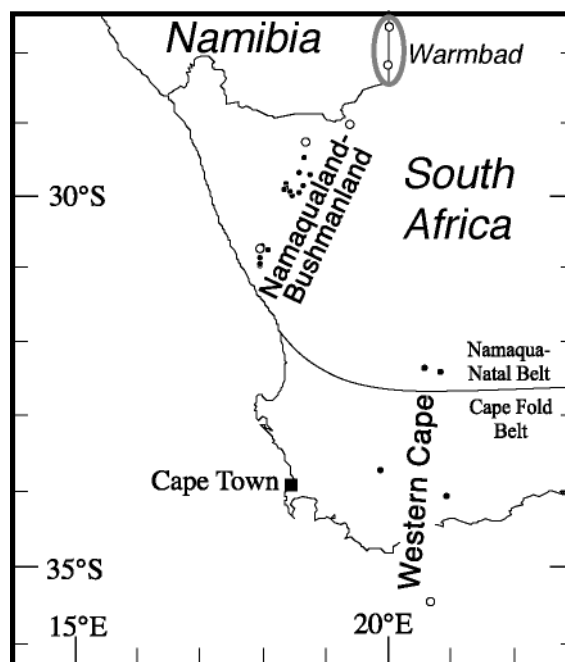 Namibia
Warmbad
30°S
Namaqualand-
Bushmanland
South
Africa
Namaqua-
Natal Belt
Cape Fold
Belt
Western Cape
Cape Town
35°S
15°E
20°E